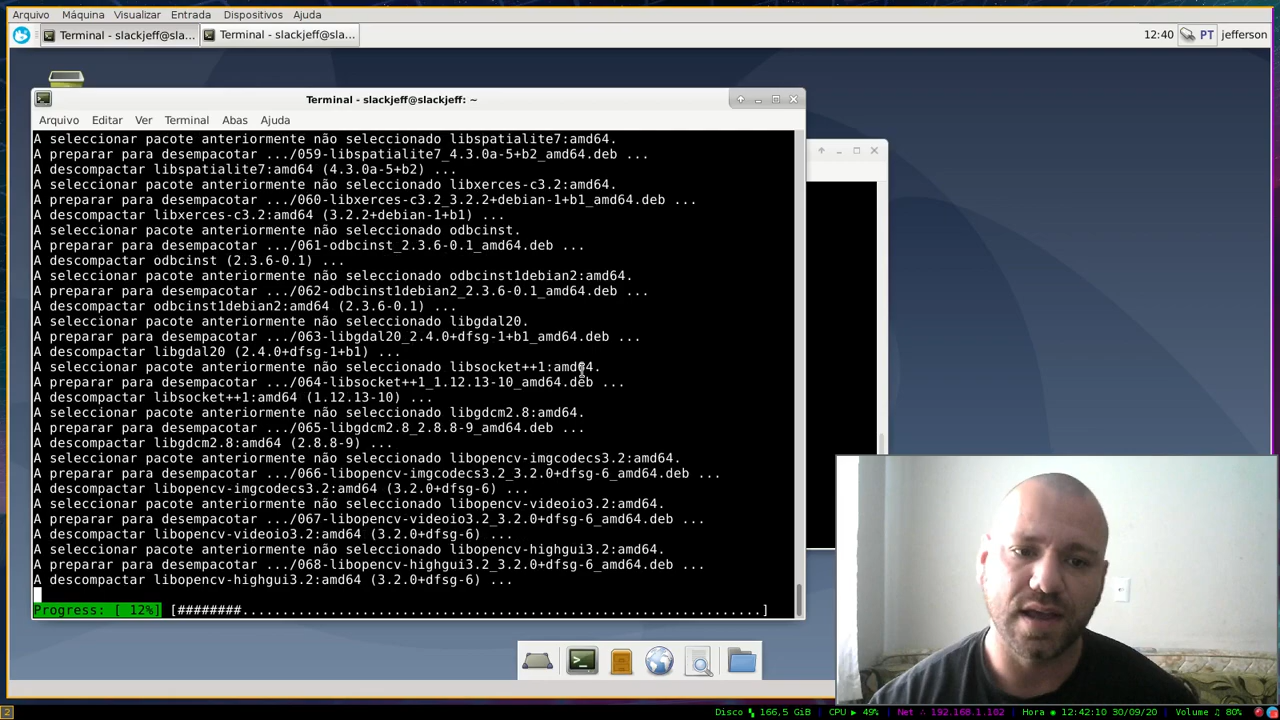 Arquivo Máquina Visualizar Entrada Dispositivos Ajuda
Terminal - slackjeff@sla... Terminal - slackjeff@sla... 12:40 PT jefferson
Terminal - slackjeff@slackjeff: ~
Arquivo Editar Ver Terminal Abas Ajuda
A seleccionar pacote anteriormente não seleccionado libspatialite7:amd64.
A preparar para desempacotar .../059-libspatialite7_4.3.0a-5+b2_amd64.deb ...
A descompactar libspatialite7:amd64 (4.3.0a-5+b2) ...
A seleccionar pacote anteriormente não seleccionado libxerces-c3.2:amd64.
A preparar para desempacotar .../060-libxerces-c3.2_3.2.2+debian-1+b1_amd64.deb ...
A descompactar libxerces-c3.2:amd64 (3.2.2+debian-1+b1) ...
A seleccionar pacote anteriormente não seleccionado odbcinst.
A preparar para desempacotar .../061-odbcinst_2.3.6-0.1_amd64.deb ...
A descompactar odbcinst (2.3.6-0.1) ...
A seleccionar pacote anteriormente não seleccionado odbcinst1debian2:amd64.
A preparar para desempacotar .../062-odbcinst1debian2_2.3.6-0.1_amd64.deb ...
A descompactar odbcinst1debian2:amd64 (2.3.6-0.1) ...
A seleccionar pacote anteriormente não seleccionado libgdal20.
A preparar para desempacotar .../063-libgdal20_2.4.0+dfsg-1+b1_amd64.deb ...
A descompactar libgdal20 (2.4.0+dfsg-1+b1) ...
A seleccionar pacote anteriormente não seleccionado libsocket++1:amd64.
A preparar para desempacotar .../064-libsocket++1_1.12.13-10_amd64.deb ...
A descompactar libsocket++1:amd64 (1.12.13-10) ...
A seleccionar pacote anteriormente não seleccionado libgdcm2.8:amd64.
A preparar para desempacotar .../065-libgdcm2.8_2.8.8-9_amd64.deb ...
A descompactar libgdcm2.8:amd64 (2.8.8-9) ...
A seleccionar pacote anteriormente não seleccionado libopencv-imgcodecs3.2:amd64.
A preparar para desempacotar .../066-libopencv-imgcodecs3.2_3.2.0+dfsg-6_amd64.deb ...
A descompactar libopencv-imgcodecs3.2:amd64 (3.2.0+dfsg-6) ...
A seleccionar pacote anteriormente não seleccionado libopencv-videoio3.2:amd64.
A preparar para desempacotar .../067-libopencv-videoio3.2_3.2.0+dfsg-6_amd64.deb ...
A descompactar libopencv-videoio3.2:amd64 (3.2.0+dfsg-6) ...
A seleccionar pacote anteriormente não seleccionado libopencv-highgui3.2:amd64.
A preparar para desempacotar .../068-libopencv-highgui3.2_3.2.0+dfsg-6_amd64.deb ...
A descompactar libopencv-highgui3.2:amd64 (3.2.0+dfsg-6) ...
Progress: [ 12%] [########.................................................................]
2 Disco 166,5 GiB CPU 49% Net 192.168.1.102 Hora 12:42:10 30/09/20 Volume 80%